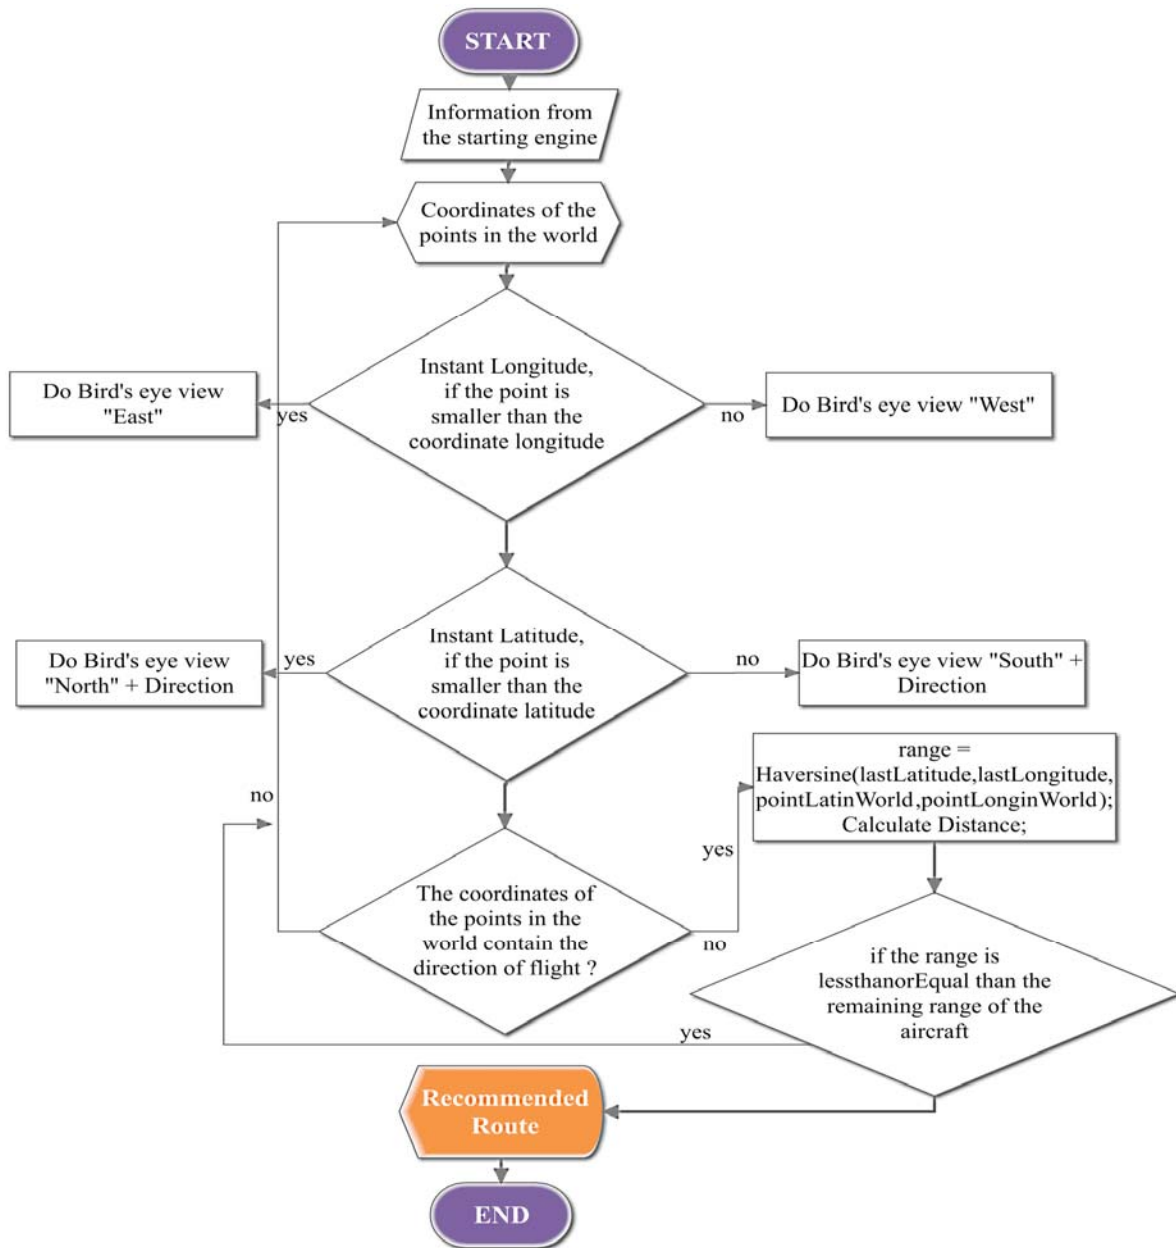 START
Information from
the starting engine
Coordinates of the
points in the world
Instant Longitude,
if the point is
smaller than the
coordinate longitude
Do Bird's eye view
"East"
yes
no
Do Bird's eye view "West"
Instant Latitude,
if the point is
smaller than the
coordinate latitude
Do Bird's eye view
"North" + Direction
yes
no
Do Bird's eye view "South" +
Direction
range =
Haversine(lastLatitude,lastLongitude,
pointLatinWorld,pointLonginWorld);
Calculate Distance;
no
yes
The coordinates of
the points in the
world contain the
direction of flight ?
no
if the range is
lessthanorEqual than the
remaining range of the
aircraft
yes
Recommended
Route
END